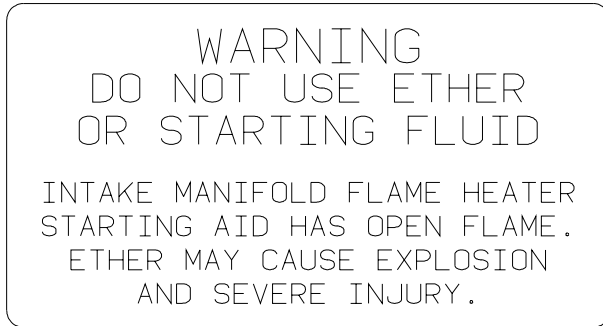 WARNING
DO NOT USE ETHER
OR STARTING FLUID
INTAKE MANIFOLD FLAME HEATER
STARTING AID HAS OPEN FLAME.
ETHER MAY CAUSE EXPLOSION
AND SEVERE INJURY.